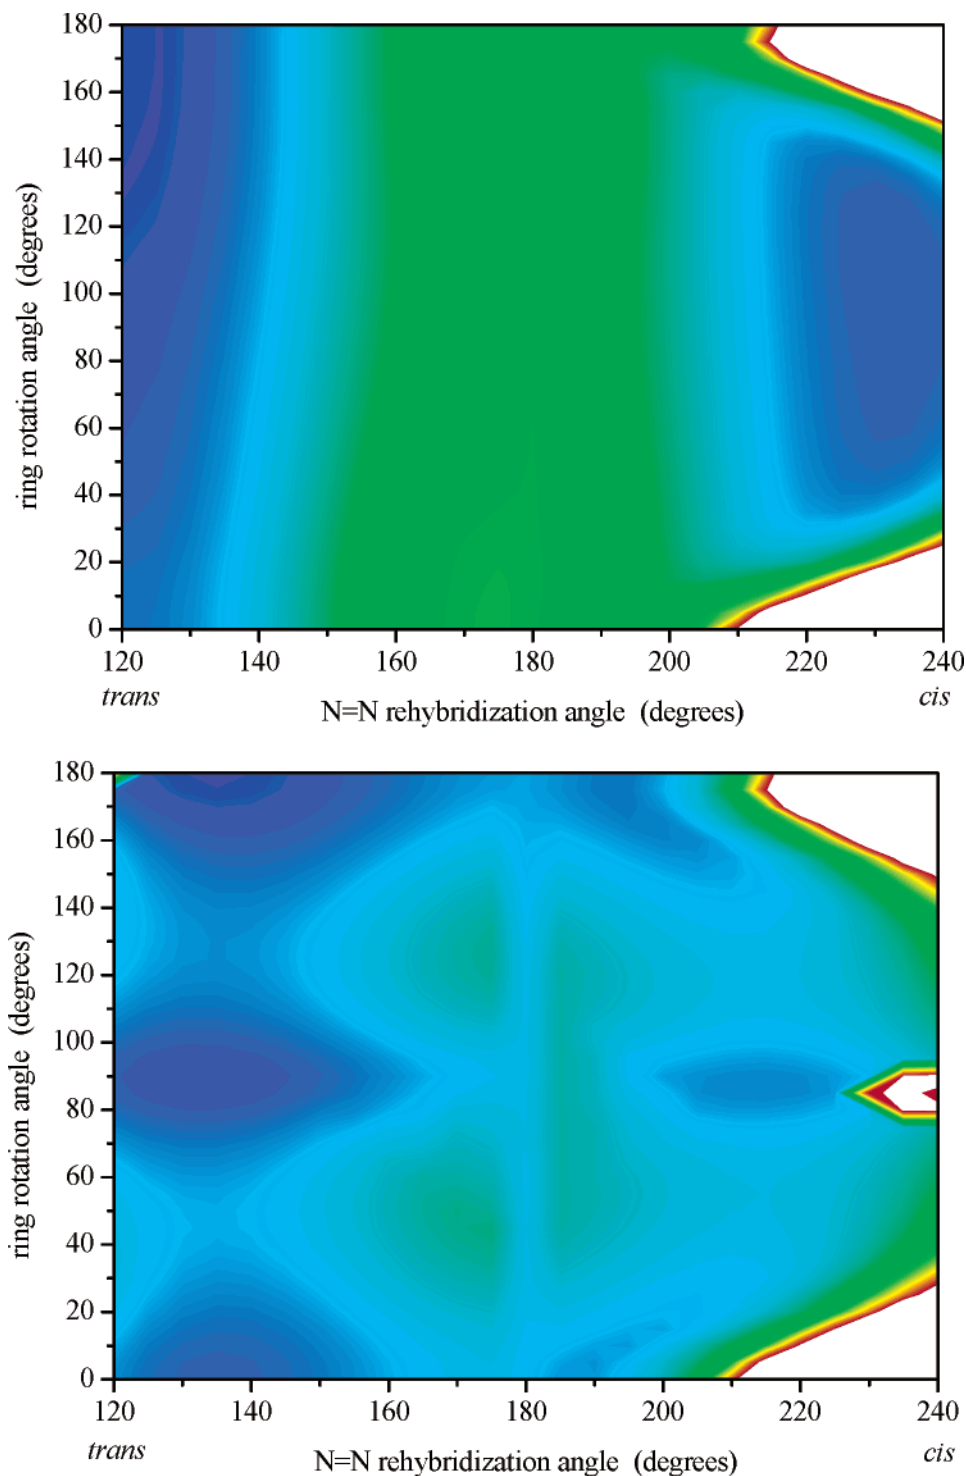 180
160
140
120
100
80
60
40
20
0
ring rotation angle (degrees)
120 140 160 180 200 220 240
trans cis
N=N rehybridization angle (degrees)
180
160
140
120
100
80
60
40
20
0
ring rotation angle (degrees)
120 140 160 180 200 220 240
trans cis
N=N rehybridization angle (degrees)